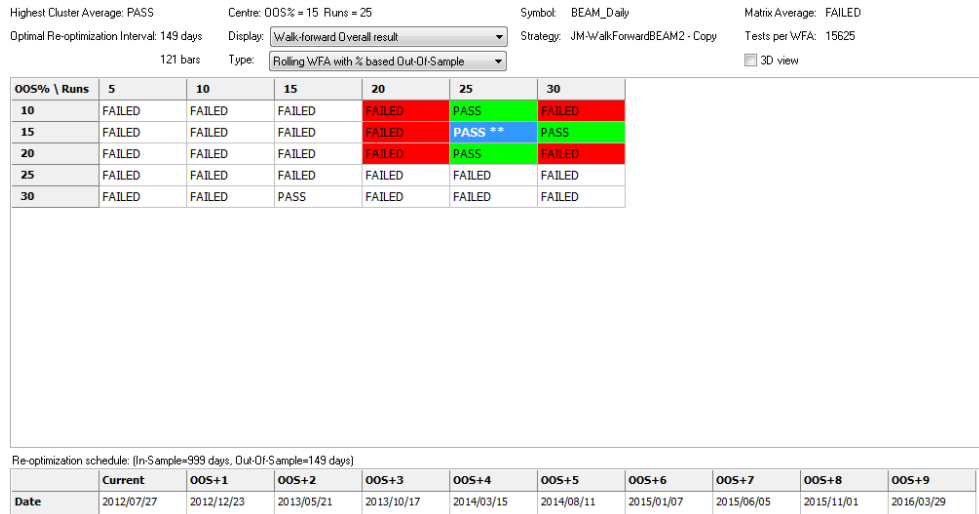 Highest Cluster Average: PASS Centre: OOS% = 15 Runs = 25 Symbol: BEAM_Daily Matrix Average: FAILED
Optimal Re-optimization Interval: 149 days Display: Walk-forward Overall result Strategy: JM-WalkForwardBEAM2 - Copy Tests per WFA: 15625
121 bars Type: Rolling WFA with % based Out-Of-Sample 3D view
OOS% \ Runs 5 10 15 20 25 30
10 FAILED FAILED FAILED FAILED PASS FAILED
15 FAILED FAILED FAILED FAILED PASS ** PASS
20 FAILED FAILED FAILED FAILED PASS FAILED
25 FAILED FAILED FAILED FAILED FAILED FAILED
30 FAILED FAILED PASS FAILED FAILED FAILED
Re-optimization schedule: (In-Sample=999 days, Out-Of-Sample=149 days)
Current OOS+1 OOS+2 OOS+3 OOS+4 OOS+5 OOS+6 OOS+7 OOS+8 OOS+9
Date 2012/07/27 2012/12/23 2013/05/21 2013/10/17 2014/03/15 2014/08/11 2015/01/07 2015/06/05 2015/11/01 2016/03/29